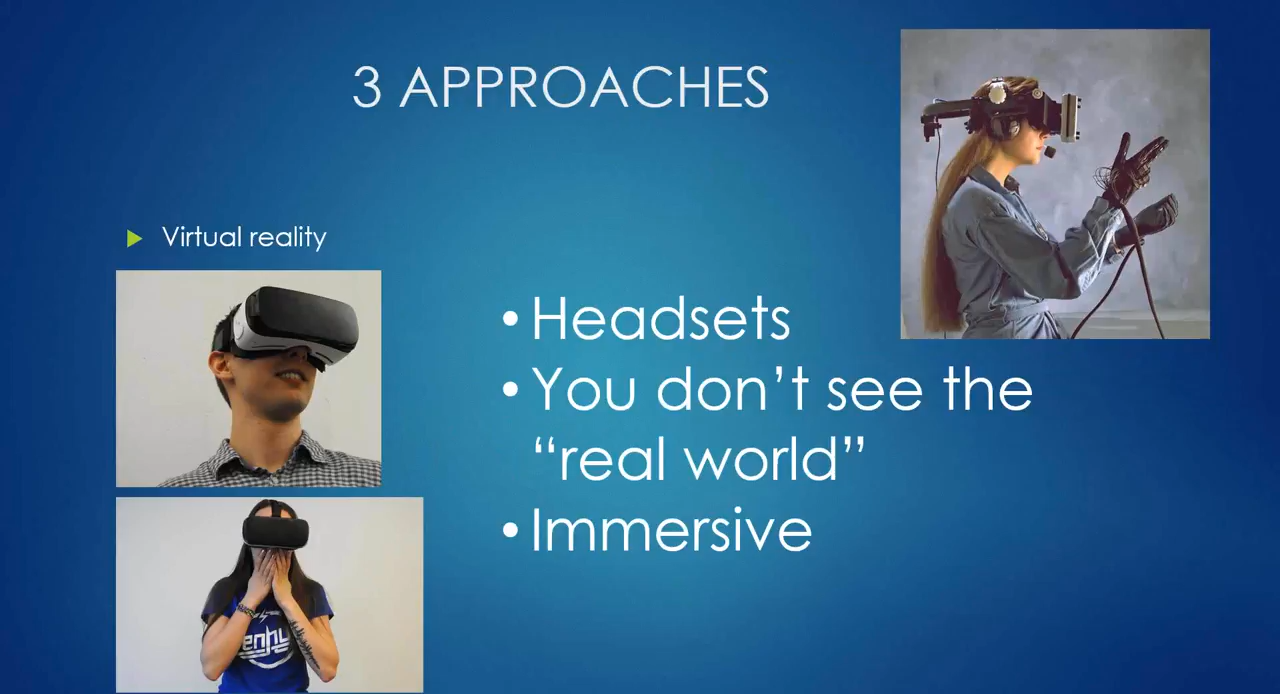 3 APPROACHES
Virtual reality
• Headsets
• You don’t see the
“real world”
• Immersive